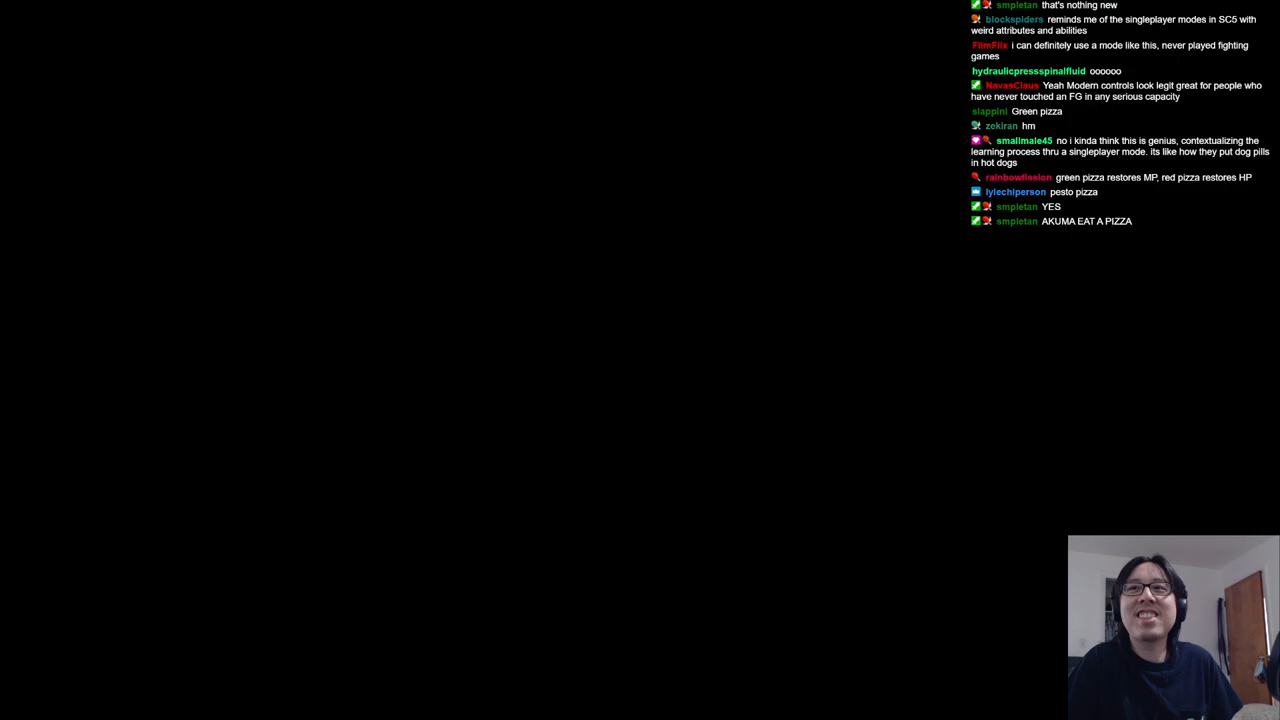 smpletan that's nothing new
blockspiders reminds me of the singleplayer modes in SC5 with
weird attributes and abilities
FlimFlix i can definitely use a mode like this, never played fighting
games
hydraulicpressspinalfluid oooooo
NavasClaus Yeah Modern controls look legit great for people who
have never touched an FG in any serious capacity
slappini Green pizza
zekiran hm
smallmale45 no i kinda think this is genius, contextualizing the
learning process thru a singleplayer mode. its like how they put dog pills
in hot dogs
rainbowfission green pizza restores MP, red pizza restores HP
lylechiperson pesto pizza
smpletan YES
smpletan AKUMA EAT A PIZZA